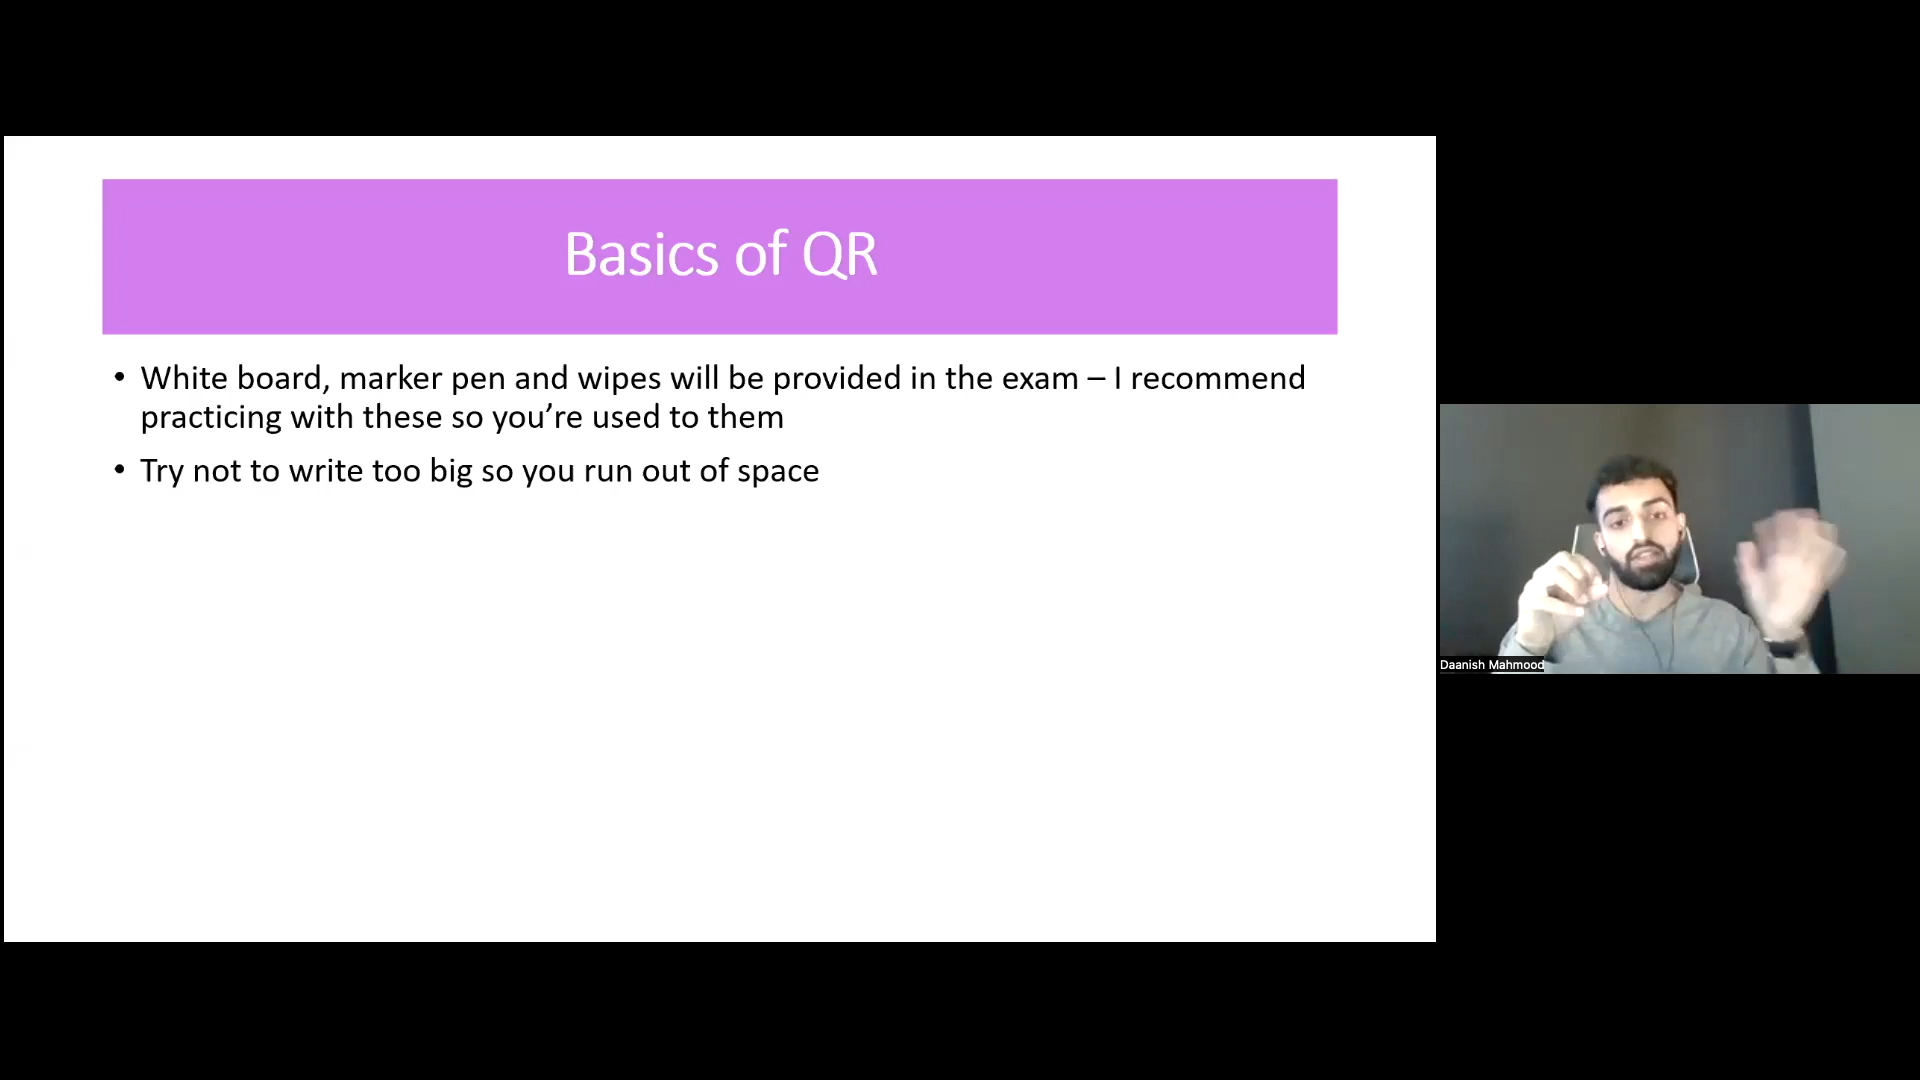 Basics of QR
• White board, marker pen and wipes will be provided in the exam – I recommend
practicing with these so you’re used to them
• Try not to write too big so you run out of space
Daanish Mahmood